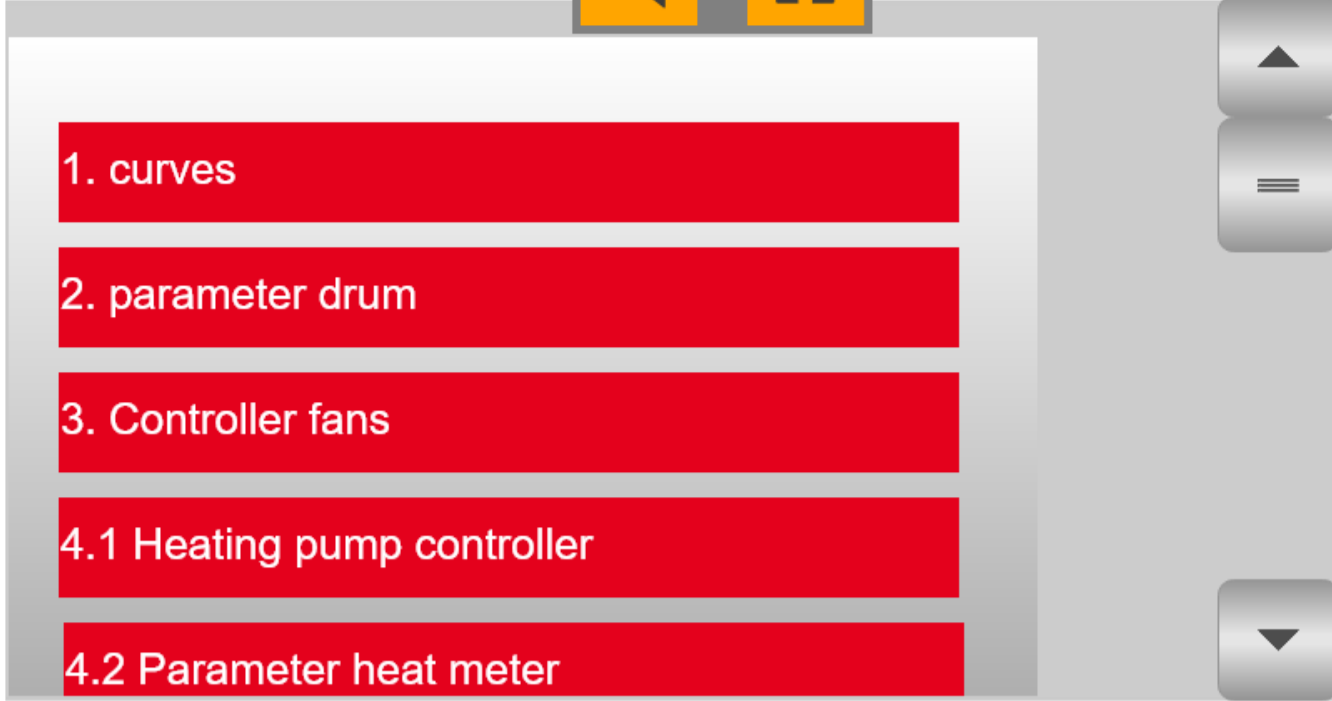 1. curves
2. parameter drum
3. Controller fans
4.1 Heating pump controller
4.2 Parameter heat meter